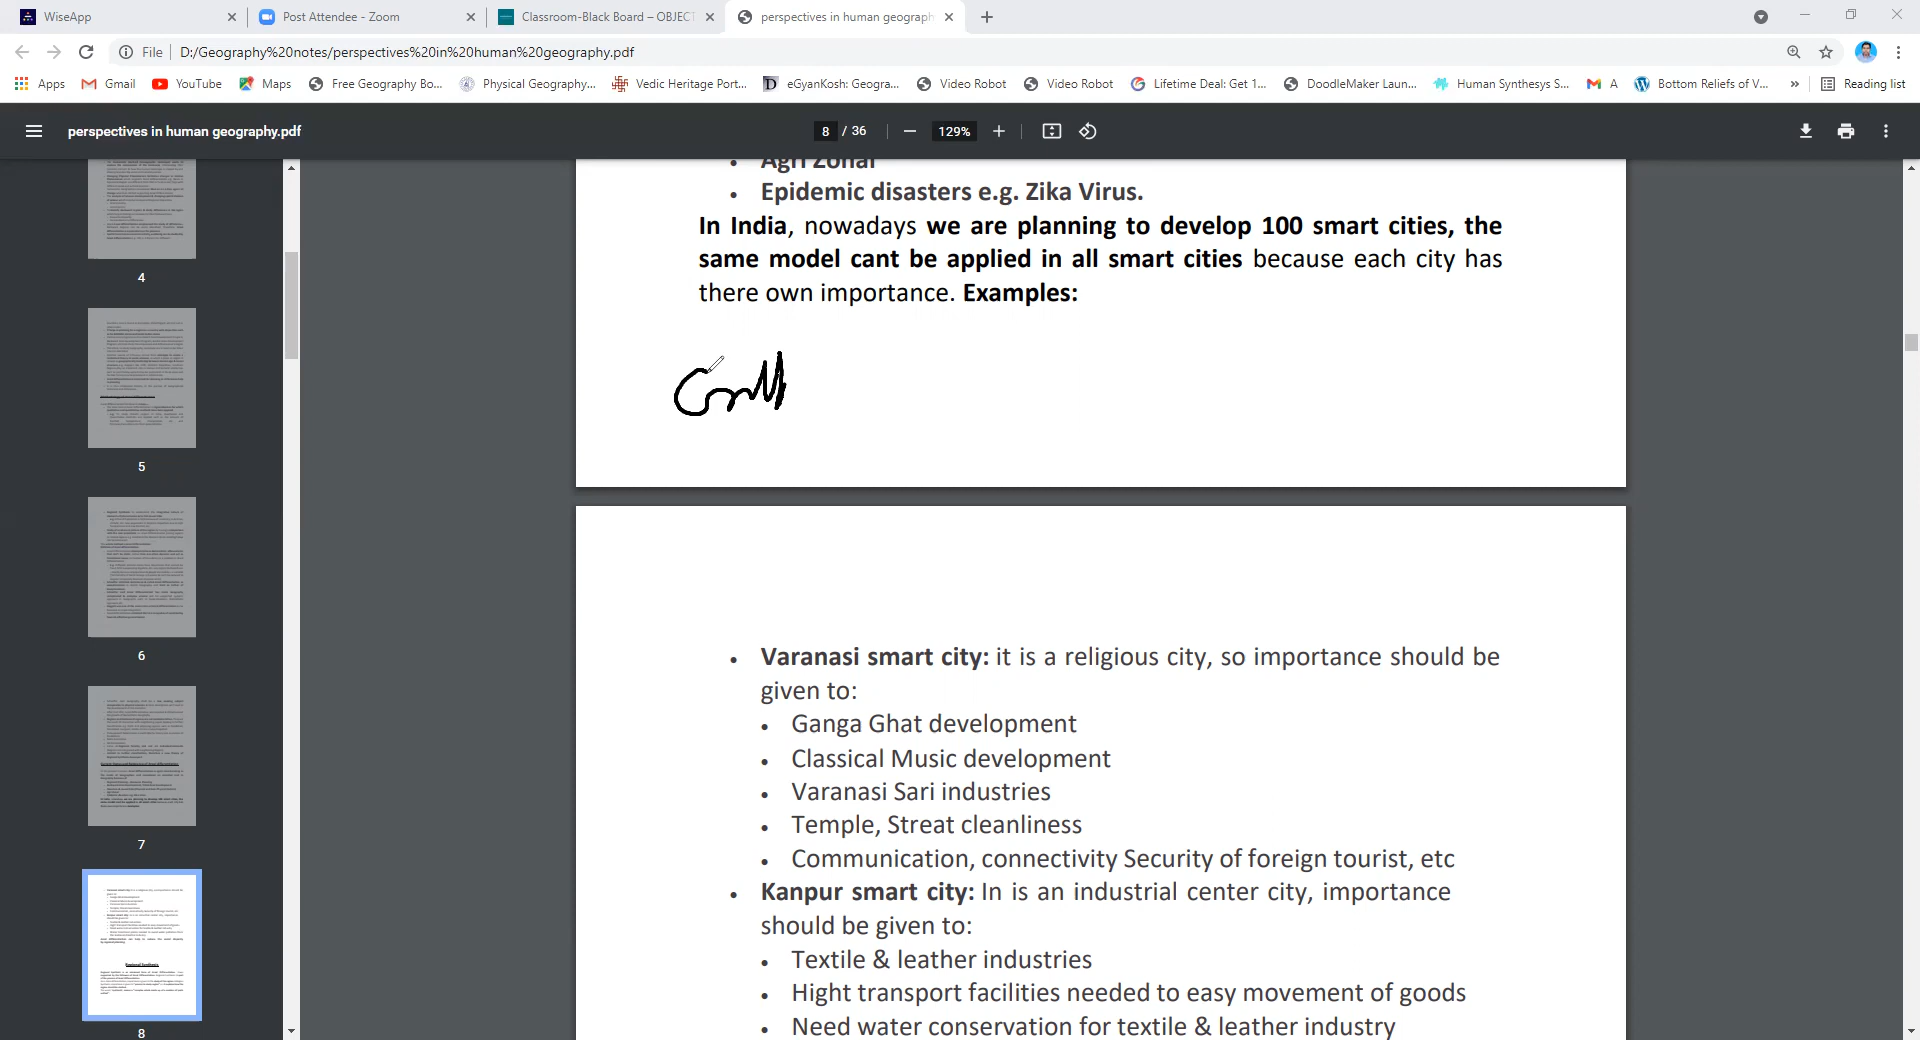 WiseApp
Post Attendee - Zoom
Classroom-Black Board – OBJECT
perspectives in human geograph
File D:/Geography%20notes/perspectives%20in%20human%20geography.pdf
Apps Gmail YouTube Maps Free Geography Bo... Physical Geography... Vedic Heritage Port... eGyanKosh: Geogra... Video Robot Video Robot Lifetime Deal: Get 1... DoodleMaker Laun... Human Synthesys S... A Bottom Reliefs of V... » Reading list
perspectives in human geography.pdf
8 / 36 129%
4
5
6
7
8
• Agri Zonal
• Epidemic disasters e.g. Zika Virus.
In India, nowadays we are planning to develop 100 smart cities, the
same model cant be applied in all smart cities because each city has
there own importance. Examples:
• Varanasi smart city: it is a religious city, so importance should be
given to:
• Ganga Ghat development
• Classical Music development
• Varanasi Sari industries
• Temple, Streat cleanliness
• Communication, connectivity Security of foreign tourist, etc
• Kanpur smart city: In is an industrial center city, importance
should be given to:
• Textile & leather industries
• Hight transport facilities needed to easy movement of goods
• Need water conservation for textile & leather industry